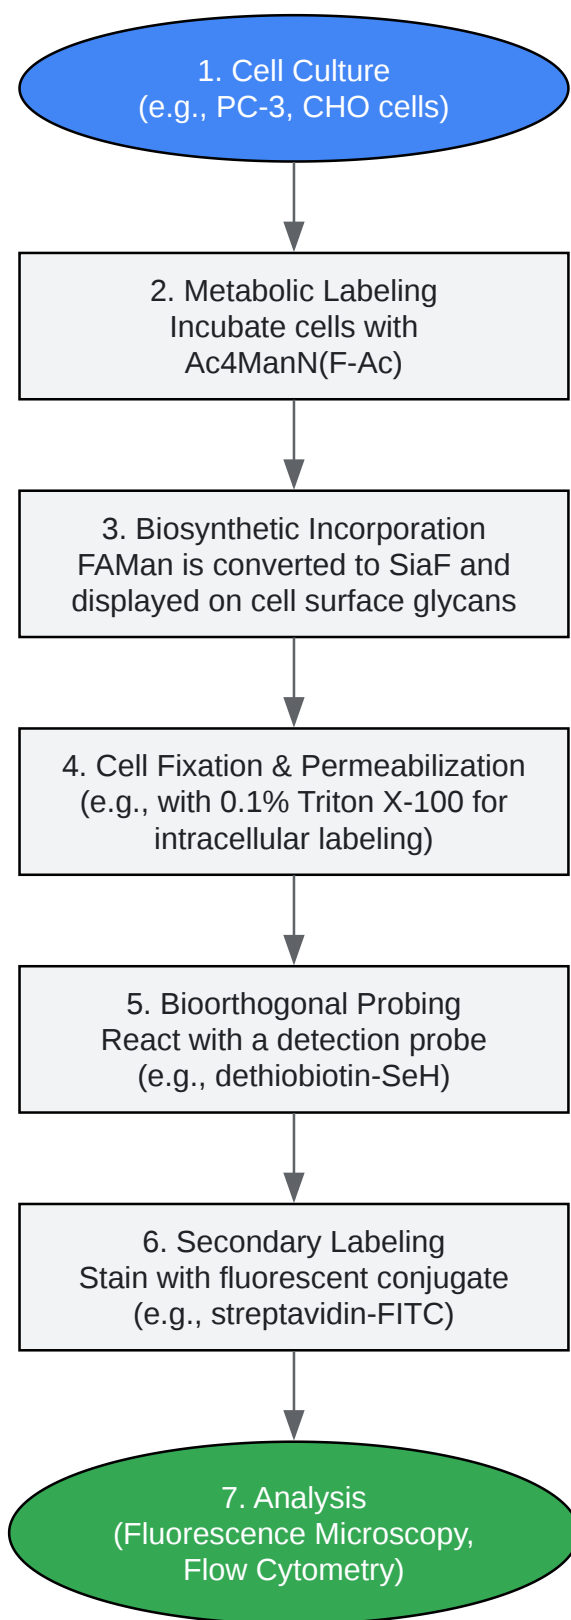 1. Cell Culture
(e.g., PC-3, CHO cells)
2. Metabolic Labeling
Incubate cells with
Ac4ManN(F-Ac)
3. Biosynthetic Incorporation
FAMan is converted to SiaF and
displayed on cell surface glycans
4. Cell Fixation & Permeabilization
(e.g., with 0.1% Triton X-100 for
intracellular labeling)
5. Bioorthogonal Probing
React with a detection probe
(e.g., dethiobiotin-SeH)
6. Secondary Labeling
Stain with fluorescent conjugate
(e.g., streptavidin-FITC)
7. Analysis
(Fluorescence Microscopy,
Flow Cytometry)